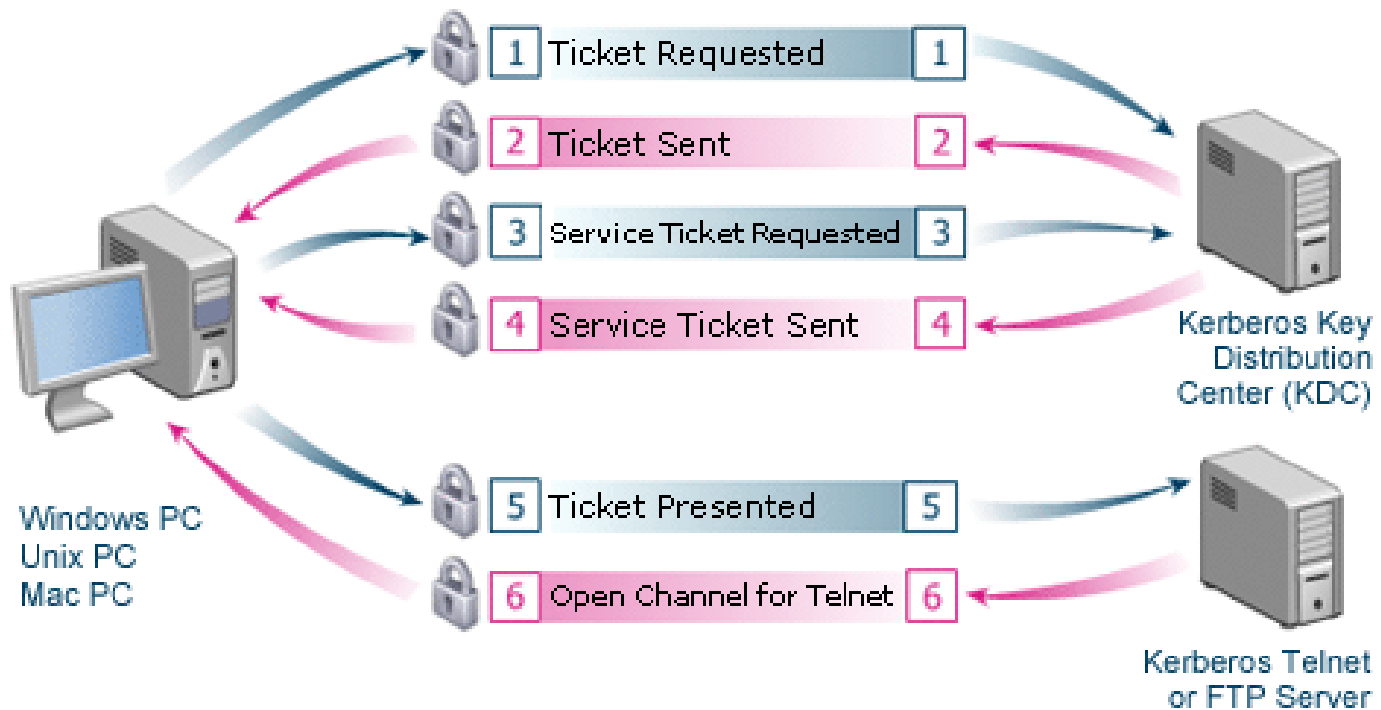 1 Ticket Requested 1
2 Ticket Sent 2
3 Service Ticket Requested 3
4 Service Ticket Sent 4
Kerberos Key
Distribution
Center (KDC)
5 Ticket Presented 5
Windows PC
Unix PC
Mac PC
6 Open Channel for Telnet 6
Kerberos Telnet
or FTP Server